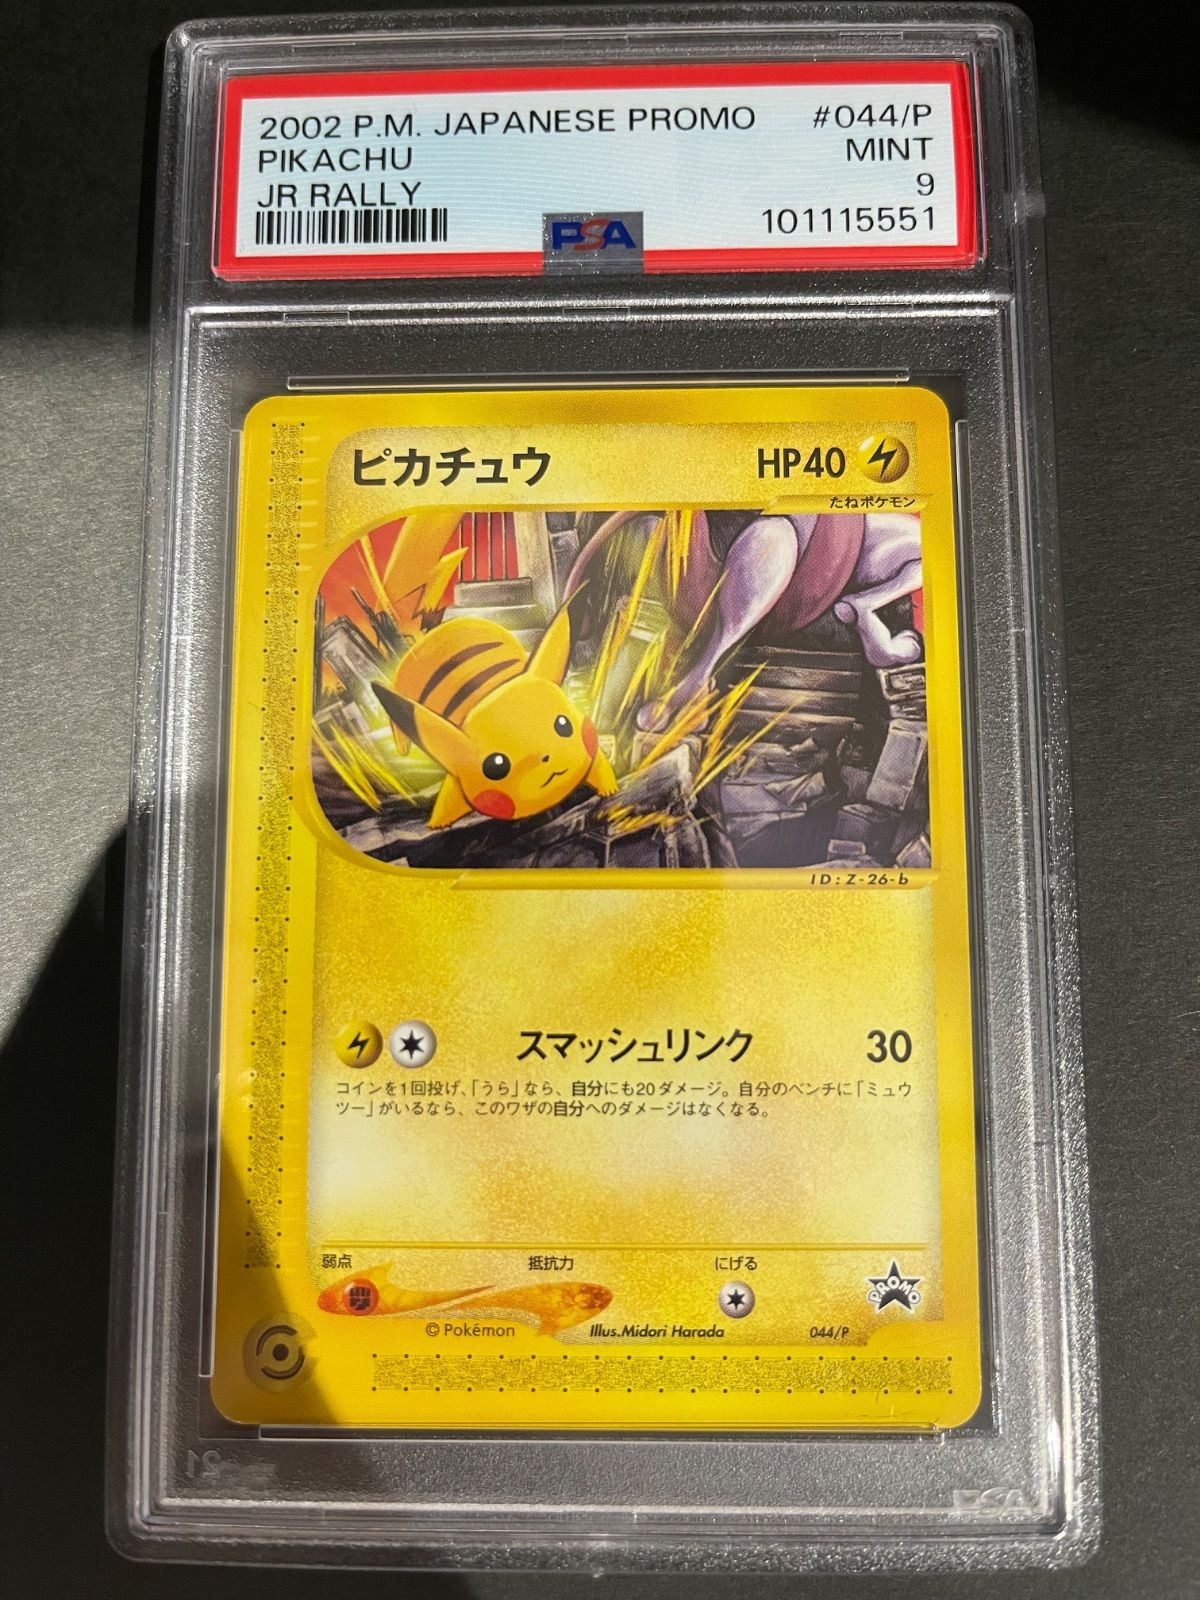 2002 P.M. JAPANESE PROMO #044/P
PIKACHU MINT
JR RALLY 9
PSA 101115551
ピカチュウ HP40
たねポケモン
ID:Z-26-b
スマッシュリンク 30
コインを1回投げ、「うら」なら、自分にも20ダメージ。自分のベンチに「ミュウ
ツー」がいるなら、このワザの自分へのダメージはなくなる。
弱点 抵抗力 にげる
PROMO
© Pokémon Illus.Midori Harada 044/P
PSA